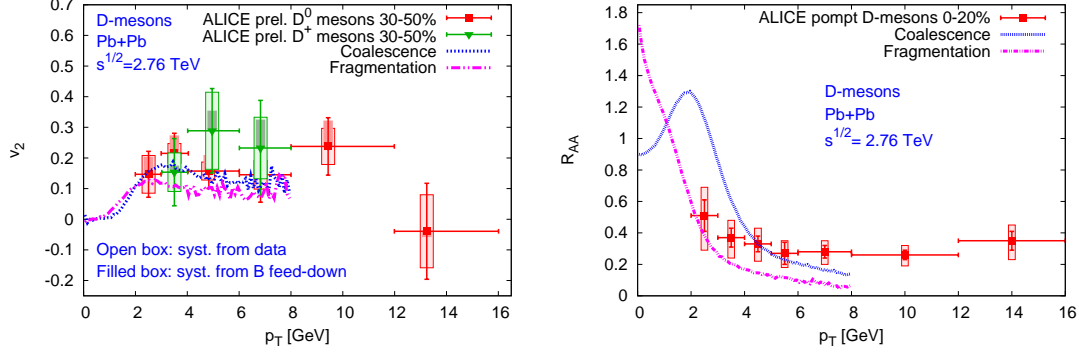 ALICE prel. D⁰ mesons 30-50%
ALICE prel. D⁺ mesons 30-50%
Coalescence
Fragmentation
D-mesons
Pb+Pb
s^1/2=2.76 TeV
Open box: syst. from data
Filled box: syst. from B feed-down
v₂
0.7
0.6
0.5
0.4
0.3
0.2
0.1
0
-0.1
-0.2
0 2 4 6 8 10 12 14 16
p_T [GeV]
ALICE pompt D-mesons 0-20%
Coalescence
Fragmentation
D-mesons
Pb+Pb
s^1/2= 2.76 TeV
R_AA
1.8
1.6
1.4
1.2
1
0.8
0.6
0.4
0.2
0
0 2 4 6 8 10 12 14 16
p_T [GeV]